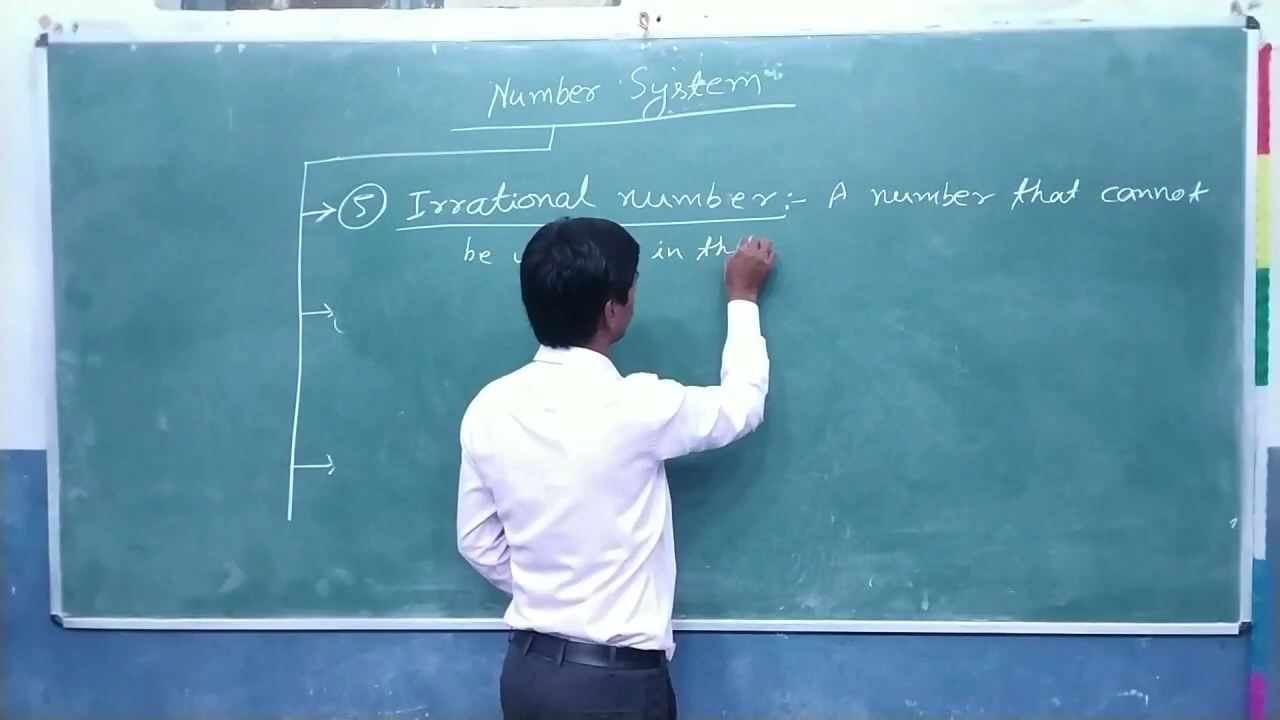 Number System
⑤ Irrational number:- A number that cannot
be in th